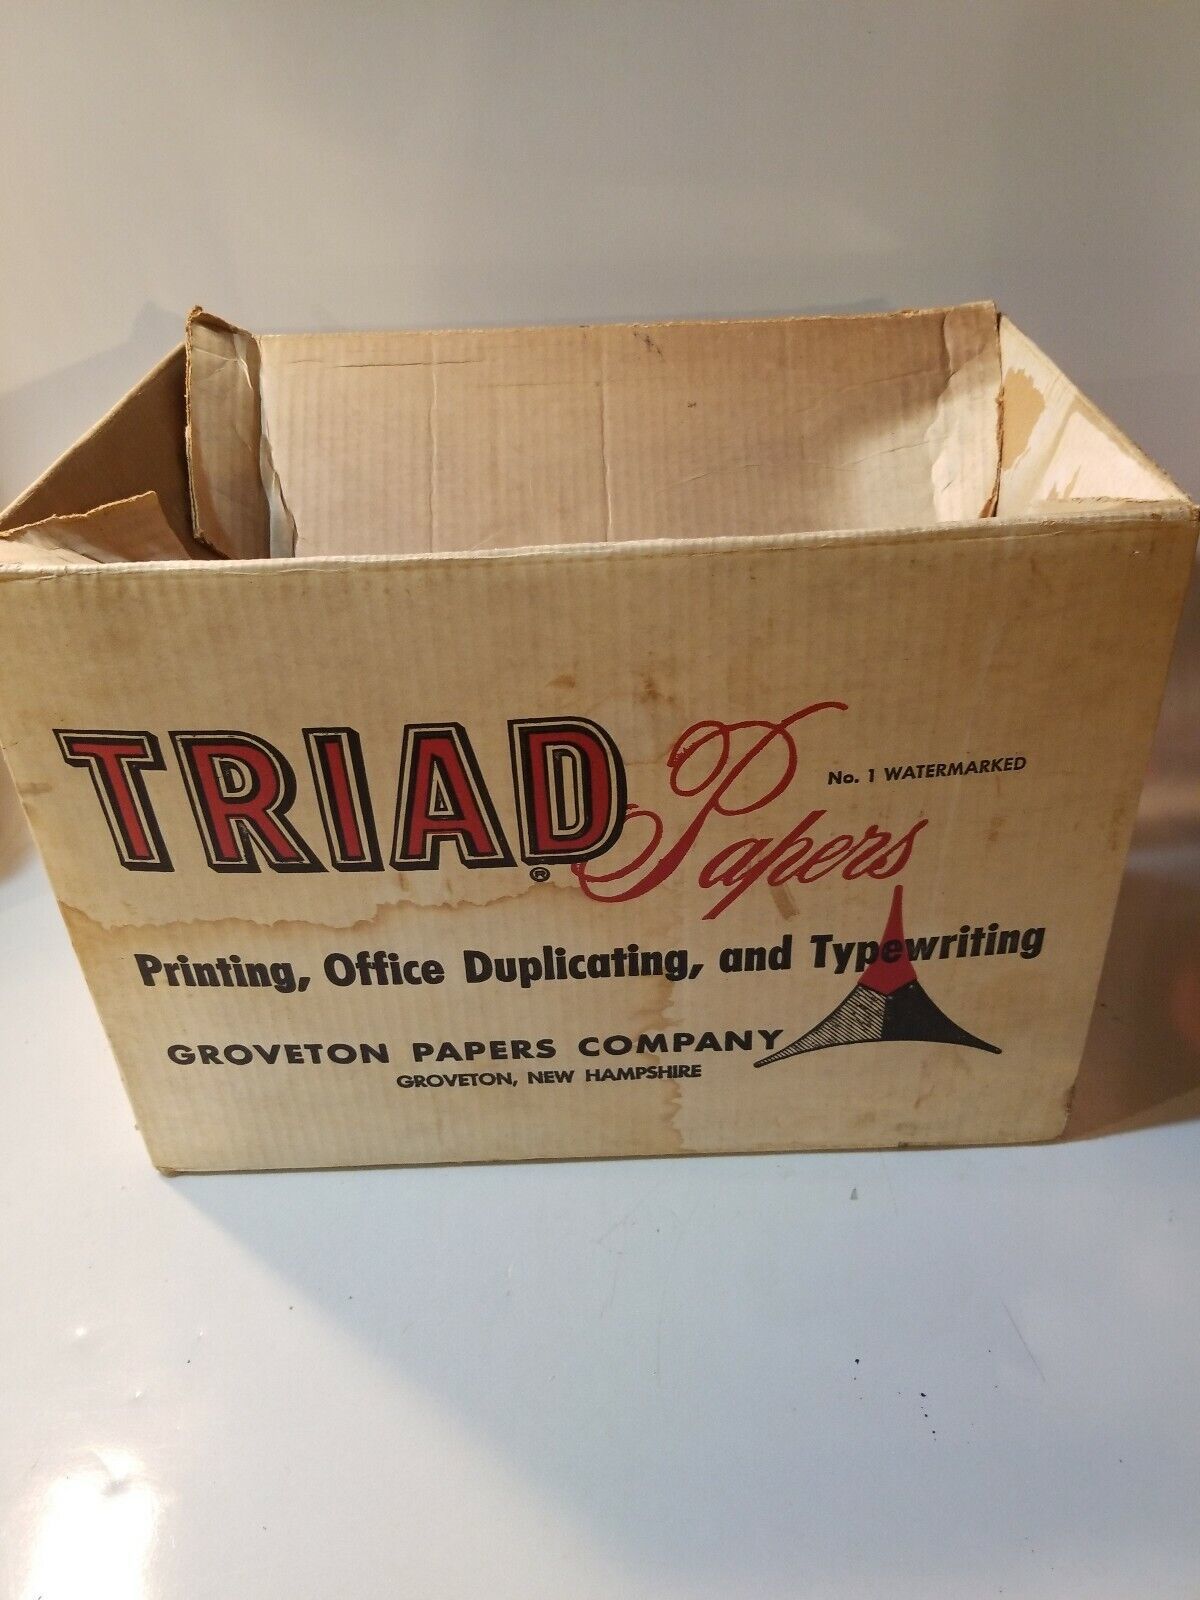 TRIAD® Papers
No. 1 WATERMARKED
Printing, Office Duplicating, and Typewriting
GROVETON PAPERS COMPANY
GROVETON, NEW HAMPSHIRE